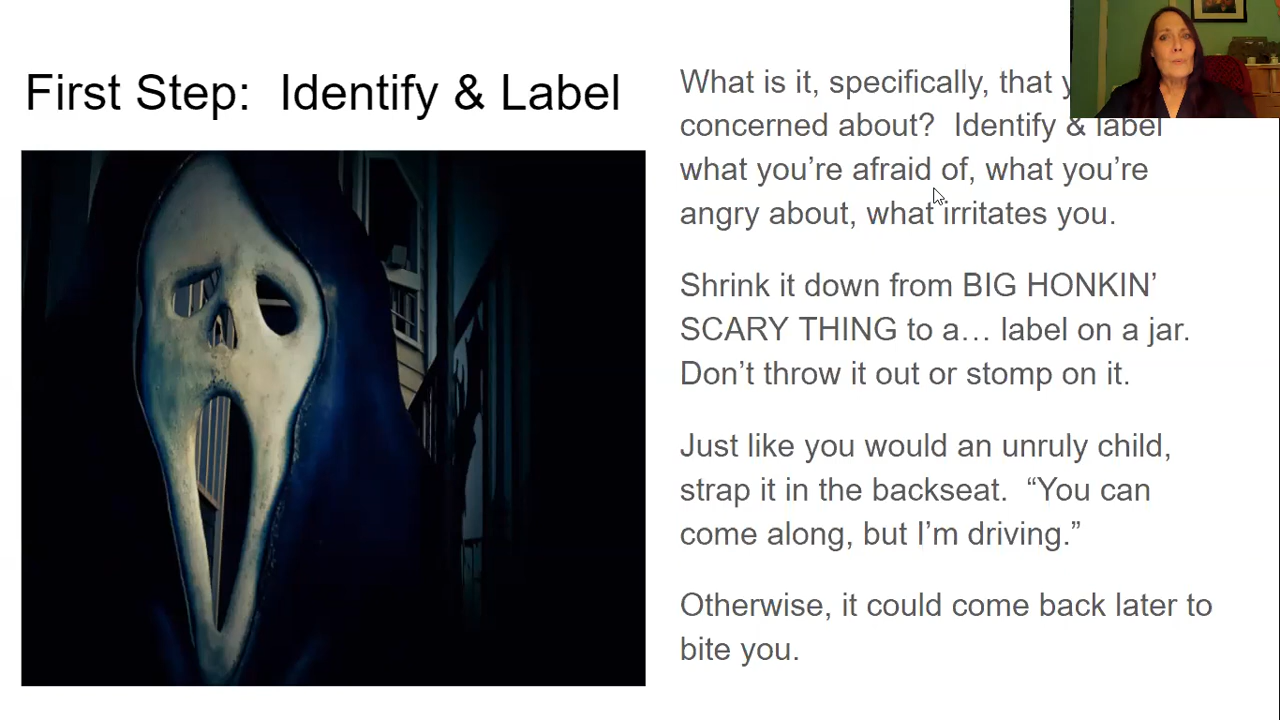 First Step: Identify & Label
What is it, specifically, that
concerned about? Identify & label
what you're afraid of, what you're
angry about, what irritates you.
Shrink it down from BIG HONKIN'
SCARY THING to a… label on a jar.
Don't throw it out or stomp on it.
Just like you would an unruly child,
strap it in the backseat. “You can
come along, but I'm driving.”
Otherwise, it could come back later to
bite you.